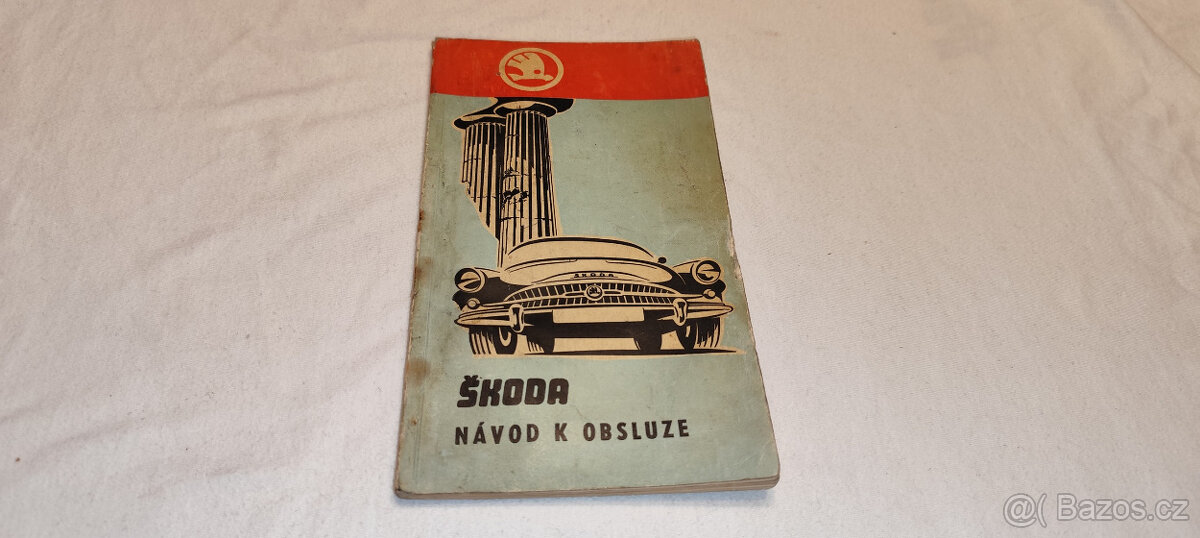 ŠKODA
ŠKODA
NÁVOD K OBSLUZE
@( Bazos.cz